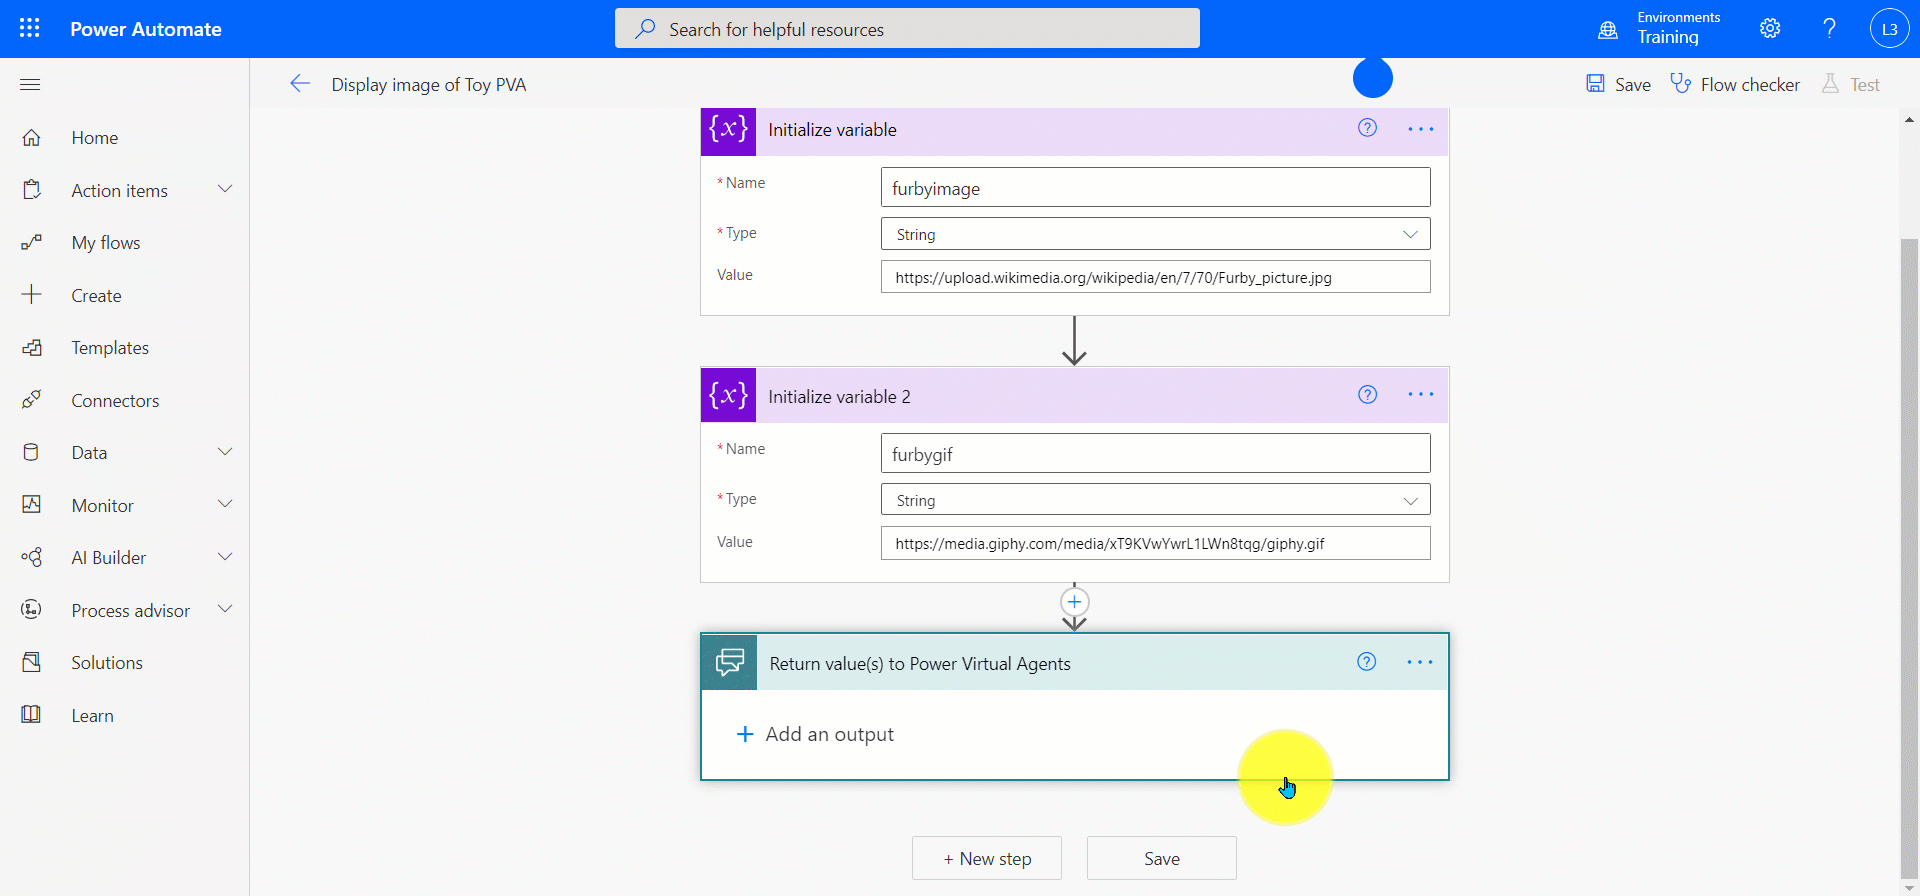 Power Automate
Search for helpful resources
Environments
Training
?
L3
Display image of Toy PVA
Save
Flow checker
Test
Home
Action items
My flows
Create
Templates
Connectors
Data
Monitor
AI Builder
Process advisor
Solutions
Learn
{x} Initialize variable ? ...
* Name furbyimage
* Type String
Value https://upload.wikimedia.org/wikipedia/en/7/70/Furby_picture.jpg
{x} Initialize variable 2 ? ...
* Name furbygif
* Type String
Value https://media.giphy.com/media/xT9KVwYwrL1LWn8tqg/giphy.gif
+
Return value(s) to Power Virtual Agents ? ...
+ Add an output
+ New step
Save